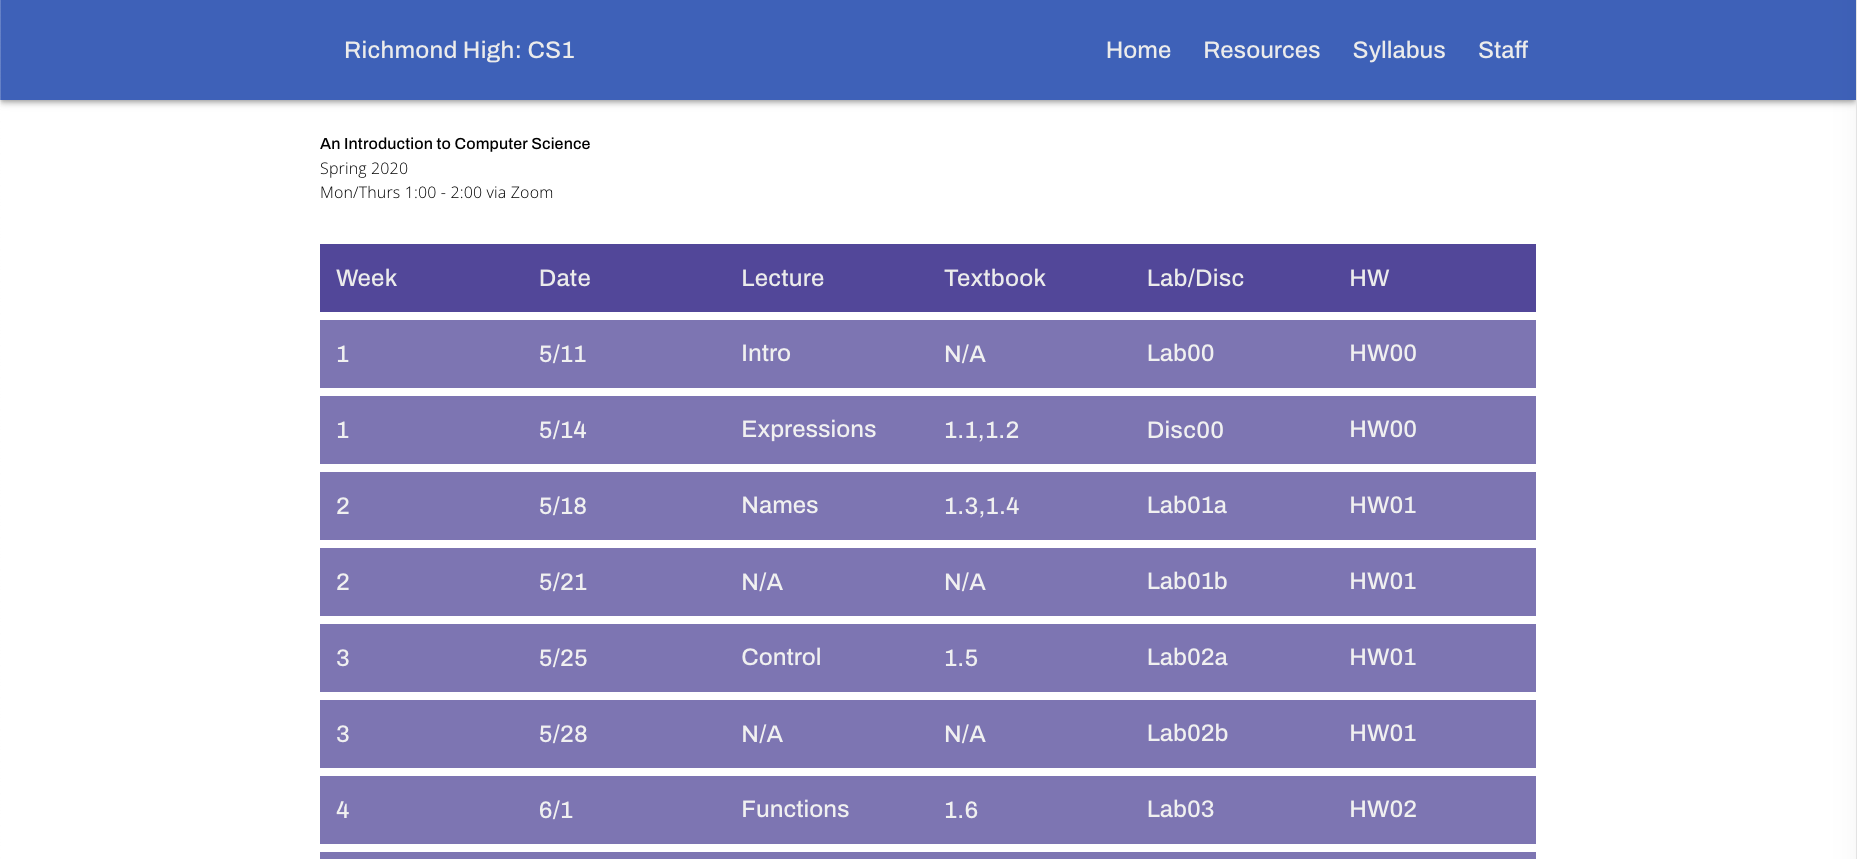 Richmond High: CS1 Home Resources Syllabus Staff
An Introduction to Computer Science
Spring 2020
Mon/Thurs 1:00 - 2:00 via Zoom
Week Date Lecture Textbook Lab/Disc HW
1 5/11 Intro N/A Lab00 HW00
1 5/14 Expressions 1.1,1.2 Disc00 HW00
2 5/18 Names 1.3,1.4 Lab01a HW01
2 5/21 N/A N/A Lab01b HW01
3 5/25 Control 1.5 Lab02a HW01
3 5/28 N/A N/A Lab02b HW01
4 6/1 Functions 1.6 Lab03 HW02